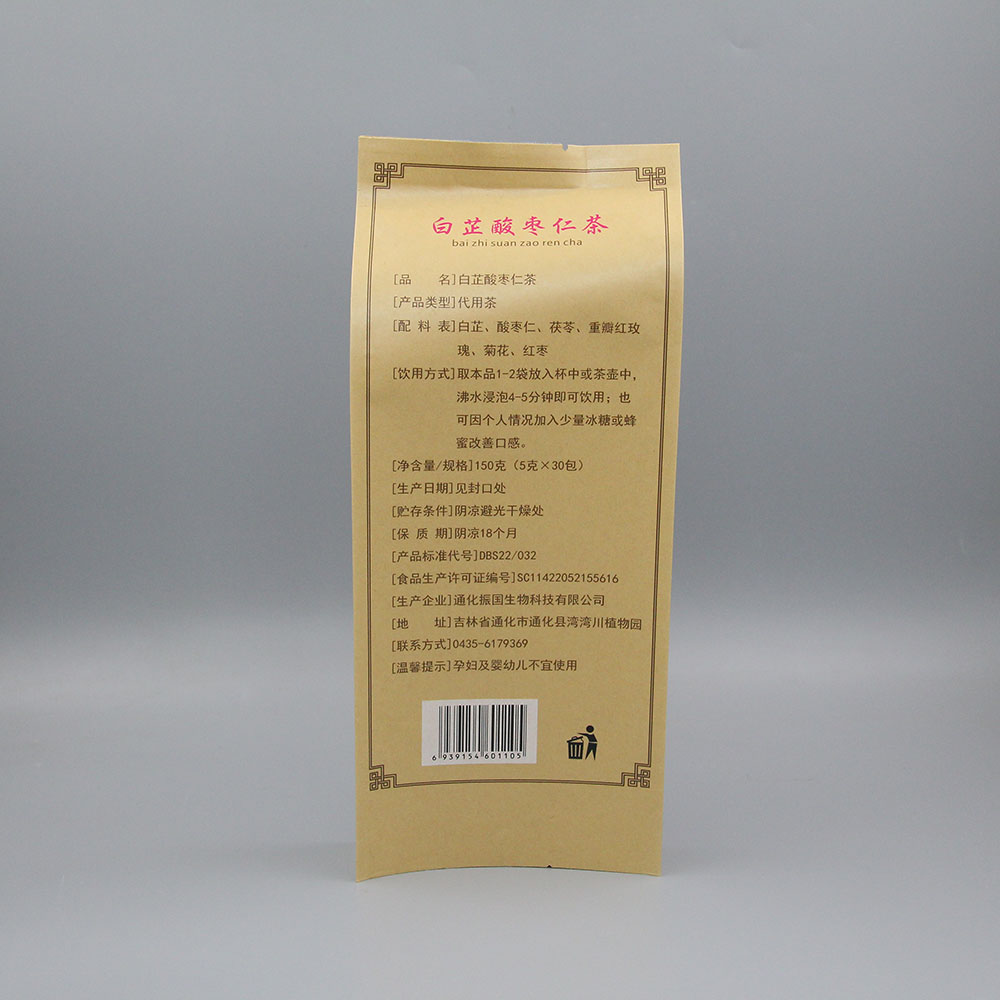 白芷酸枣仁茶
bai zhi suan zao ren cha
[品　　名]白芷酸枣仁茶
[产品类型]代用茶
[配 料 表]白芷、酸枣仁、茯苓、重瓣红玫
瑰、菊花、红枣
[饮用方式]取本品1-2袋放入杯中或茶壶中,
沸水浸泡4-5分钟即可饮用；也
可因个人情况加入少量冰糖或蜂
蜜改善口感。
[净含量/规格]150克（5克×30包）
[生产日期]见封口处
[贮存条件]阴凉避光干燥处
[保 质 期]阴凉18个月
[产品标准代号]DBS22/032
[食品生产许可证编号]SC11422052155616
[生产企业]通化振国生物科技有限公司
[地　　址]吉林省通化市通化县湾湾川植物园
[联系方式]0435-6179369
[温馨提示]孕妇及婴幼儿不宜使用
6 939154 601105